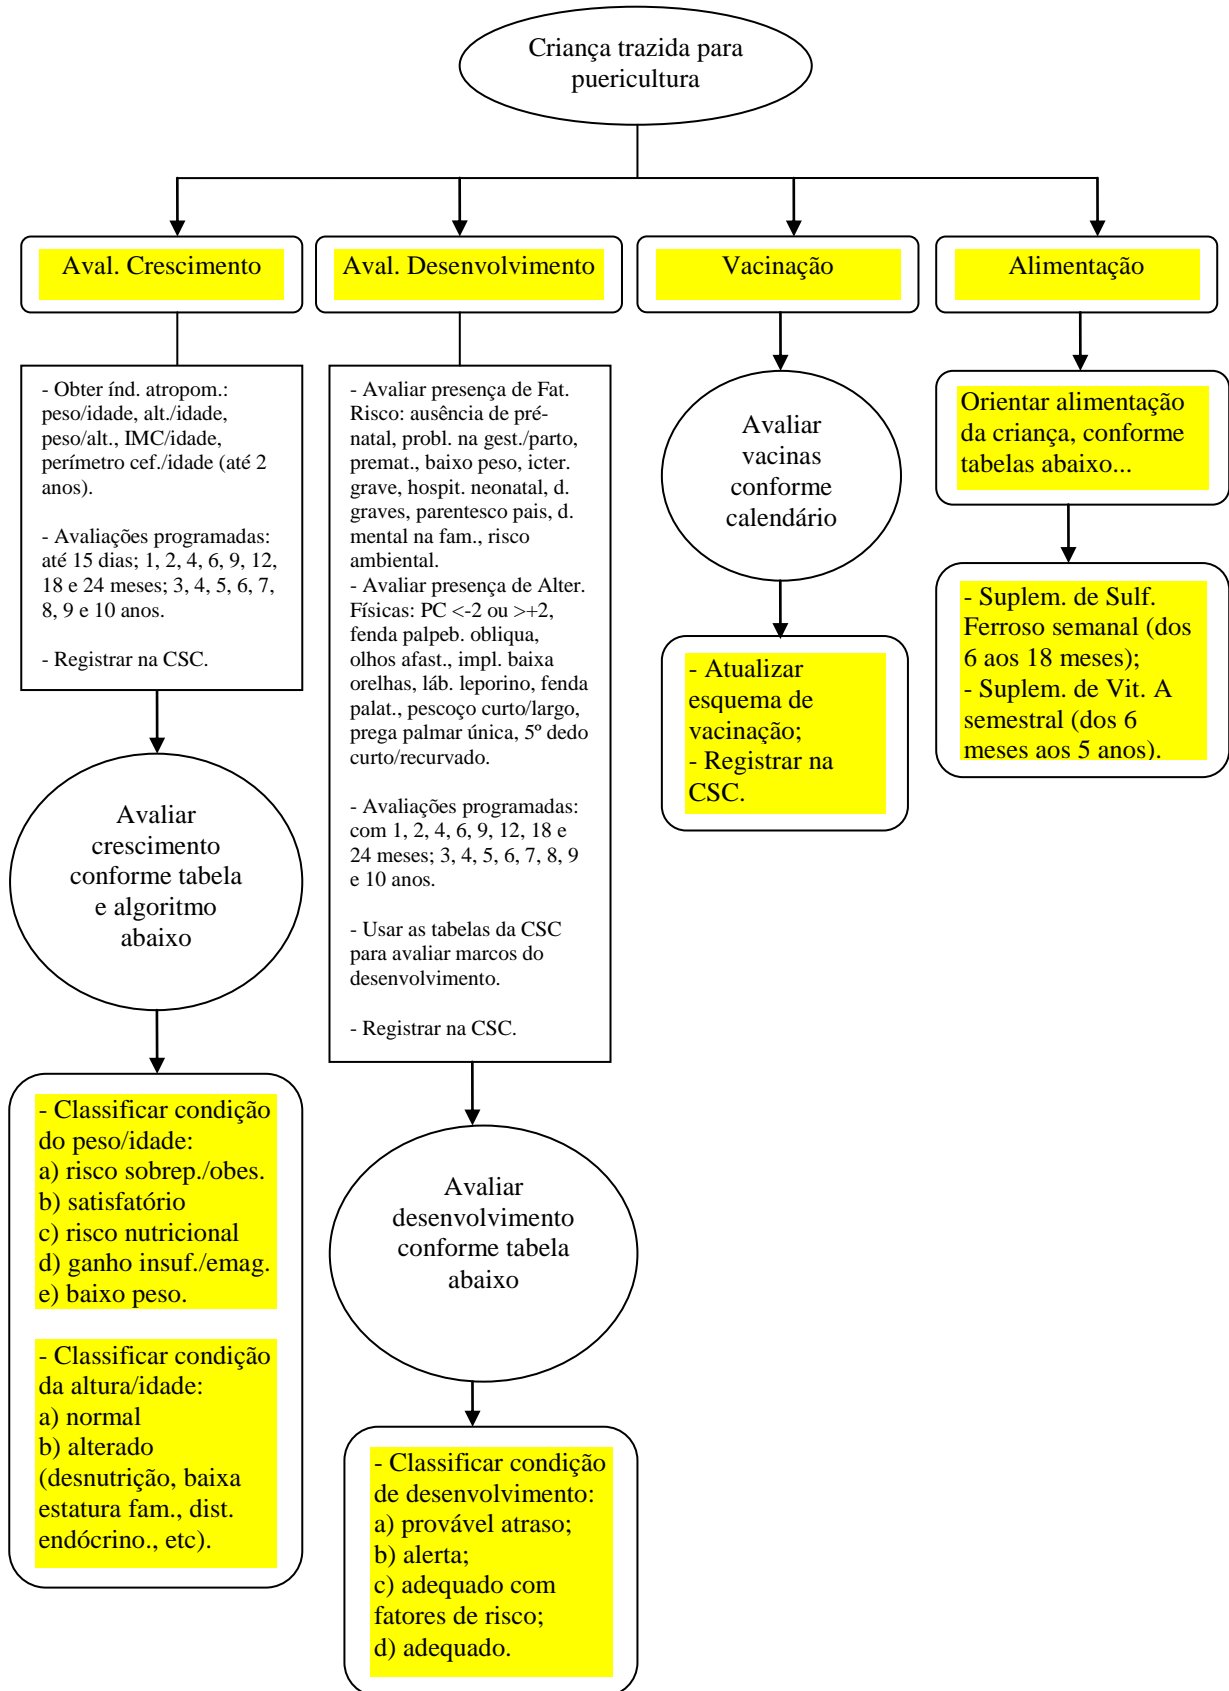 Criança trazida para
puericultura
Aval. Crescimento
Aval. Desenvolvimento
Vacinação
Alimentação
- Obter índ. atropom.:
peso/idade, alt./idade,
peso/alt., IMC/idade,
perímetro cef./idade (até 2
anos).
- Avaliações programadas:
até 15 dias; 1, 2, 4, 6, 9, 12,
18 e 24 meses; 3, 4, 5, 6, 7,
8, 9 e 10 anos.
- Registrar na CSC.
Avaliar
crescimento
conforme tabela
e algoritmo
abaixo
- Classificar condição
do peso/idade:
a) risco sobrep./obes.
b) satisfatório
c) risco nutricional
d) ganho insuf./emag.
e) baixo peso.
- Classificar condição
da altura/idade:
a) normal
b) alterado
(desnutrição, baixa
estatura fam., dist.
endócrino., etc).
- Avaliar presença de Fat.
Risco: ausência de pré-
natal, probl. na gest./parto,
premat., baixo peso, icter.
grave, hospit. neonatal, d.
graves, parentesco pais, d.
mental na fam., risco
ambiental.
- Avaliar presença de Alter.
Físicas: PC <-2 ou >+2,
fenda palpeb. obliqua,
olhos afast., impl. baixa
orelhas, láb. leporino, fenda
palat., pescoço curto/largo,
prega palmar única, 5º dedo
curto/recurvado.
- Avaliações programadas:
com 1, 2, 4, 6, 9, 12, 18 e
24 meses; 3, 4, 5, 6, 7, 8, 9
e 10 anos.
- Usar as tabelas da CSC
para avaliar marcos do
desenvolvimento.
- Registrar na CSC.
Avaliar
desenvolvimento
conforme tabela
abaixo
- Classificar condição
de desenvolvimento:
a) provável atraso;
b) alerta;
c) adequado com
fatores de risco;
d) adequado.
Avaliar
vacinas
conforme
calendário
- Atualizar
esquema de
vacinação;
- Registrar na
CSC.
Orientar alimentação
da criança, conforme
tabelas abaixo...
- Suplem. de Sulf.
Ferroso semanal (dos
6 aos 18 meses);
- Suplem. de Vit. A
semestral (dos 6
meses aos 5 anos).